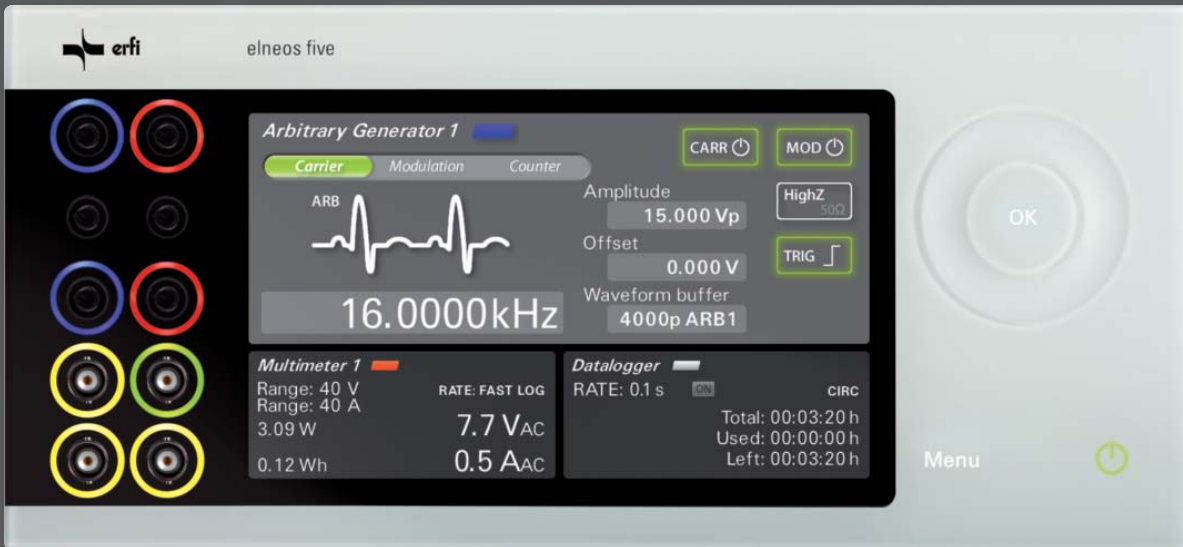 erfi
elneos five
Arbitrary Generator 1
Carrier Modulation Counter
CARR
MOD
ARB
Amplitude
15.000 Vp
HighZ
50Ω
Offset
0.000 V
TRIG
Waveform buffer
16.0000kHz
4000p ARB1
OK
Multimeter 1
Range: 40 V
RATE: FAST LOG
Range: 40 A
3.09 W
7.7 VAC
0.12 Wh
0.5 AAC
Datalogger
RATE: 0.1 s ON CIRC
Total: 00:03:20 h
Used: 00:00:00 h
Left: 00:03:20 h
Menu